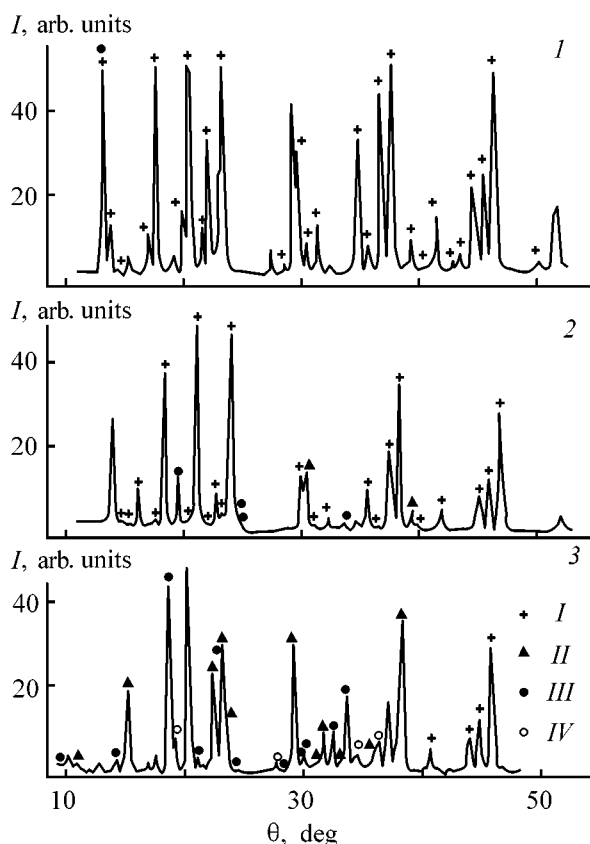 I, arb. units
1
40
20
I, arb. units
2
40
20
I, arb. units
3
40
20
I
II
III
IV
10 30 50
θ, deg